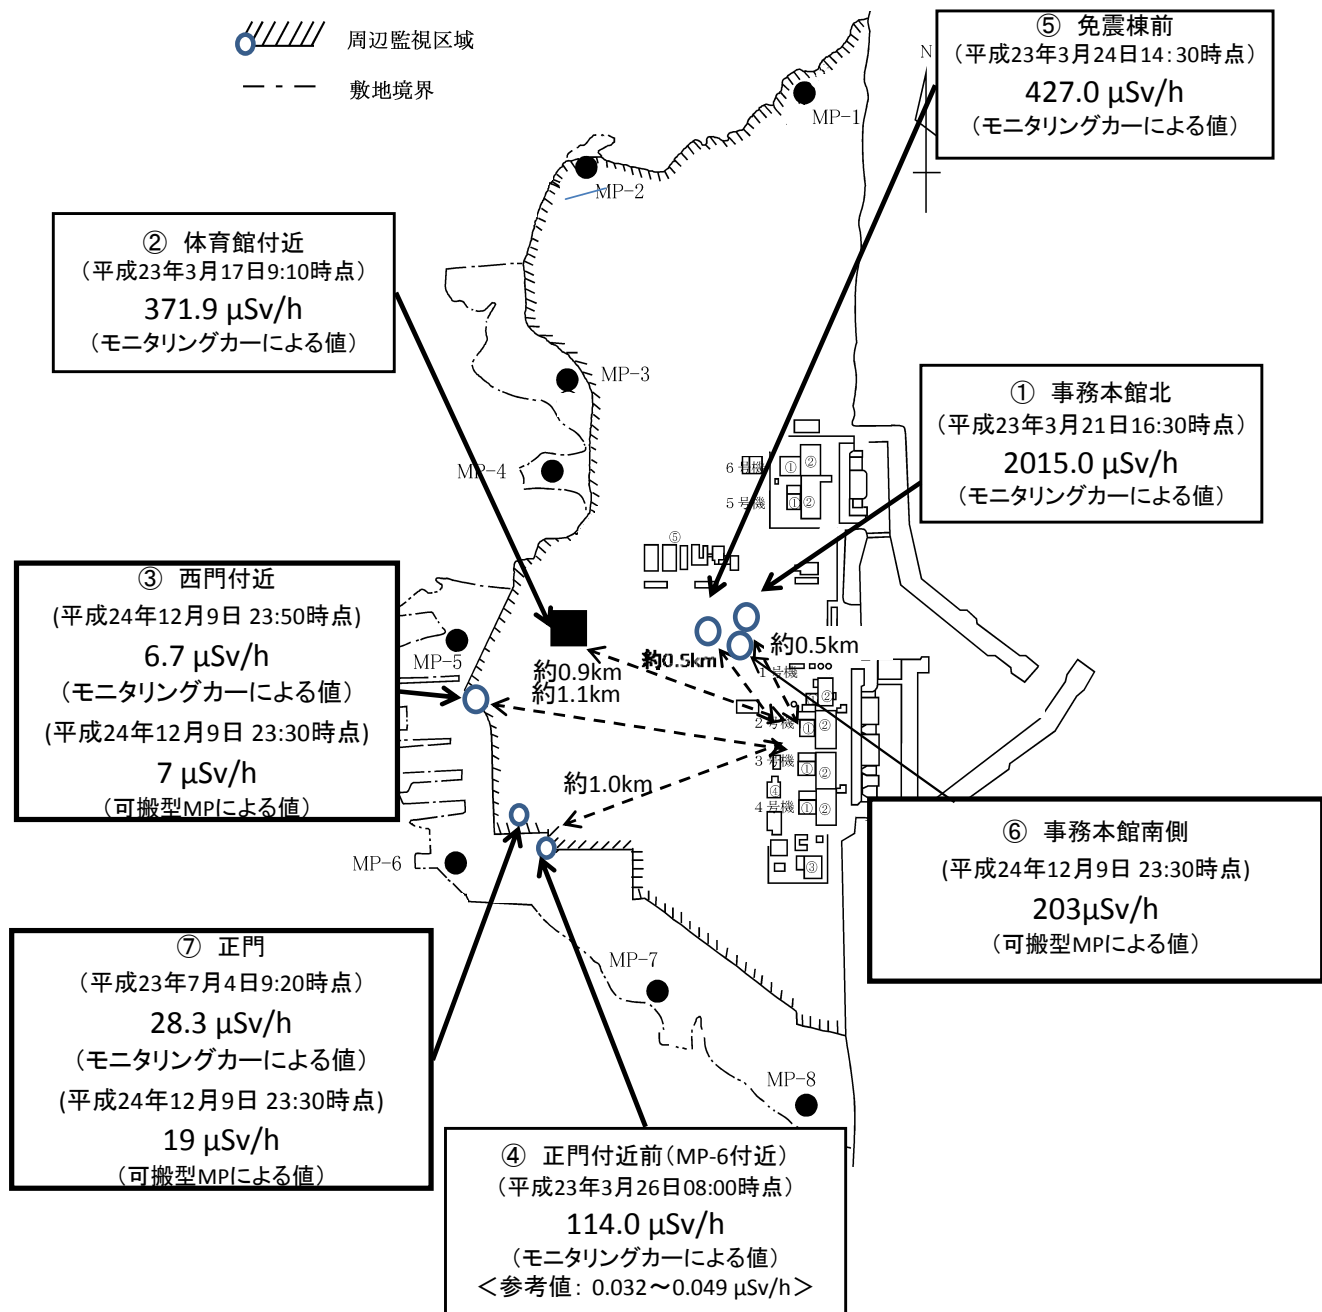 周辺監視区域
敷地境界
⑤ 免震棟前
（平成23年3月24日14:30時点）
427.0 μSv/h
（モニタリングカーによる値）
N
MP-1
MP-2
② 体育館付近
（平成23年3月17日9:10時点）
371.9 μSv/h
（モニタリングカーによる値）
MP-3
① 事務本館北
（平成23年3月21日16:30時点）
2015.0 μSv/h
（モニタリングカーによる値）
MP-4
6号機
① ②
5号機
① ②
⑤
③ 西門付近
(平成24年12月9日 23:50時点)
6.7 μSv/h
（モニタリングカーによる値）
(平成24年12月9日 23:30時点)
7 μSv/h
（可搬型MPによる値）
MP-5
約0.9km
約1.1km
約0.5km
約0.5km
1号機
②
2号機
① ②
3号機
① ②
④
4号機
① ②
③
約1.0km
MP-6
⑥ 事務本館南側
(平成24年12月9日 23:30時点)
203μSv/h
（可搬型MPによる値）
⑦ 正門
（平成23年7月4日9:20時点）
28.3 μSv/h
（モニタリングカーによる値）
(平成24年12月9日 23:30時点)
19 μSv/h
（可搬型MPによる値）
MP-7
MP-8
④ 正門付近前（MP-6付近）
（平成23年3月26日08:00時点）
114.0 μSv/h
（モニタリングカーによる値）
＜参考値： 0.032～0.049 μSv/h＞